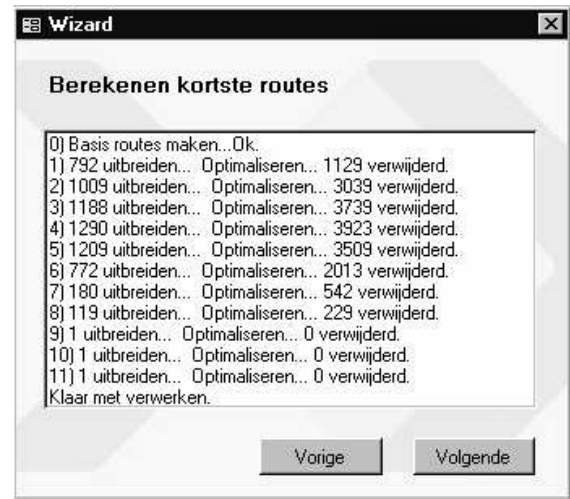 Wizard
Berekenen kortste routes
0) Basis routes maken...Ok.
1) 792 uitbreiden... Optimaliseren... 1129 verwijderd.
2) 1009 uitbreiden... Optimaliseren... 3039 verwijderd.
3) 1188 uitbreiden... Optimaliseren... 3739 verwijderd.
4) 1290 uitbreiden... Optimaliseren... 3923 verwijderd.
5) 1209 uitbreiden... Optimaliseren... 3509 verwijderd.
6) 772 uitbreiden... Optimaliseren... 2013 verwijderd.
7) 180 uitbreiden... Optimaliseren... 542 verwijderd.
8) 119 uitbreiden... Optimaliseren... 229 verwijderd.
9) 1 uitbreiden... Optimaliseren... 0 verwijderd.
10) 1 uitbreiden... Optimaliseren... 0 verwijderd.
11) 1 uitbreiden... Optimaliseren... 0 verwijderd.
Klaar met verwerken.
Vorige Volgende